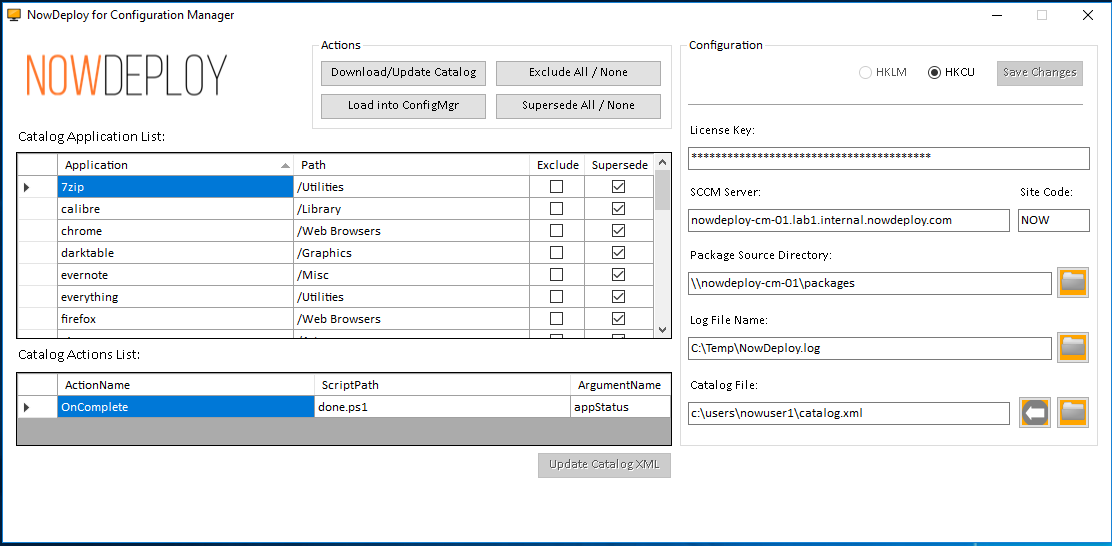 NowDeploy for Configuration Manager
NOWDEPLOY
Actions
Download/Update Catalog
Exclude All / None
Load into ConfigMgr
Supersede All / None
Catalog Application List:
Application Path Exclude Supersede
7zip /Utilities
calibre /Library
chrome /Web Browsers
darktable /Graphics
evernote /Misc
everything /Utilities
firefox /Web Browsers
Catalog Actions List:
ActionName ScriptPath ArgumentName
OnComplete done.ps1 appStatus
Update Catalog XML
Configuration
HKLM HKCU Save Changes
License Key:
****************************************
SCCM Server: Site Code:
nowdeploy-cm-01.lab1.internal.nowdeploy.com NOW
Package Source Directory:
\\nowdeploy-cm-01\packages
Log File Name:
C:\Temp\NowDeploy.log
Catalog File:
c:\users\nowuser1\catalog.xml